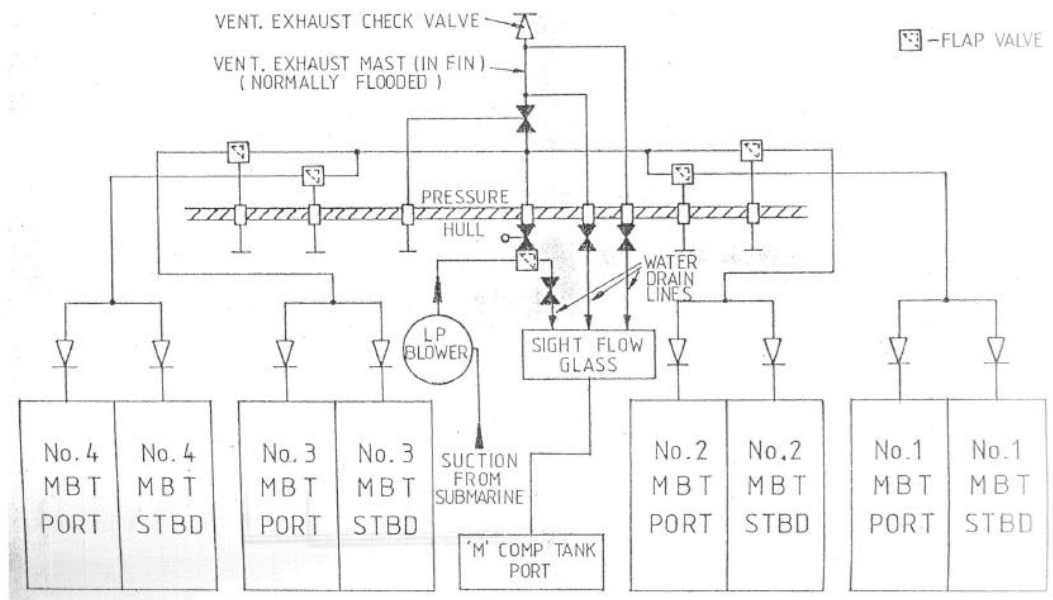 VENT. EXHAUST CHECK VALVE
-FLAP VALVE
VENT. EXHAUST MAST (IN FIN)
( NORMALLY FLOODED )
PRESSURE
HULL
WATER
DRAIN
LINES
LP
BLOWER
SIGHT FLOW
GLASS
SUCTION
FROM
SUBMARINE
'M' COMP TANK
PORT
No.4
MBT
PORT
No.4
MBT
STBD
No.3
MBT
PORT
No.3
MBT
STBD
No.2
MBT
PORT
No.2
MBT
STBD
No.1
MBT
PORT
No.1
MBT
STBD